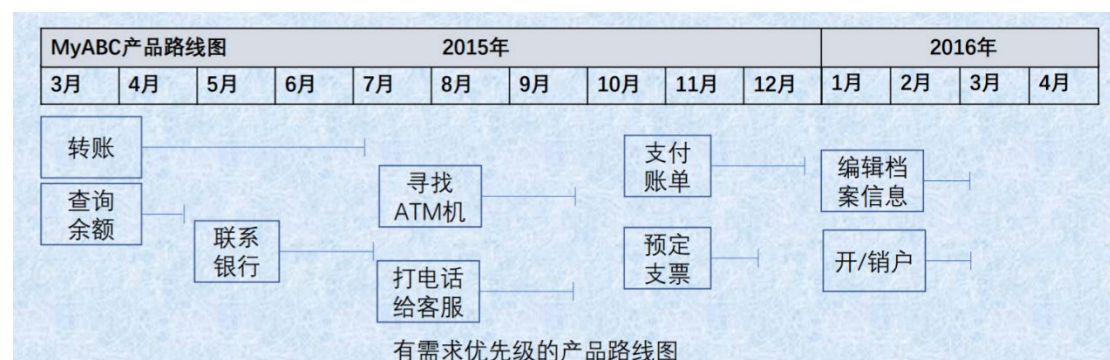 MyABC产品路线图 2015年 2016年
3月 4月 5月 6月 7月 8月 9月 10月 11月 12月 1月 2月 3月 4月
转账
查询
余额
联系
银行
寻找
ATM机
打电话
给客服
支付
账单
预定
支票
编辑档
案信息
开/销户
有需求优先级的产品路线图